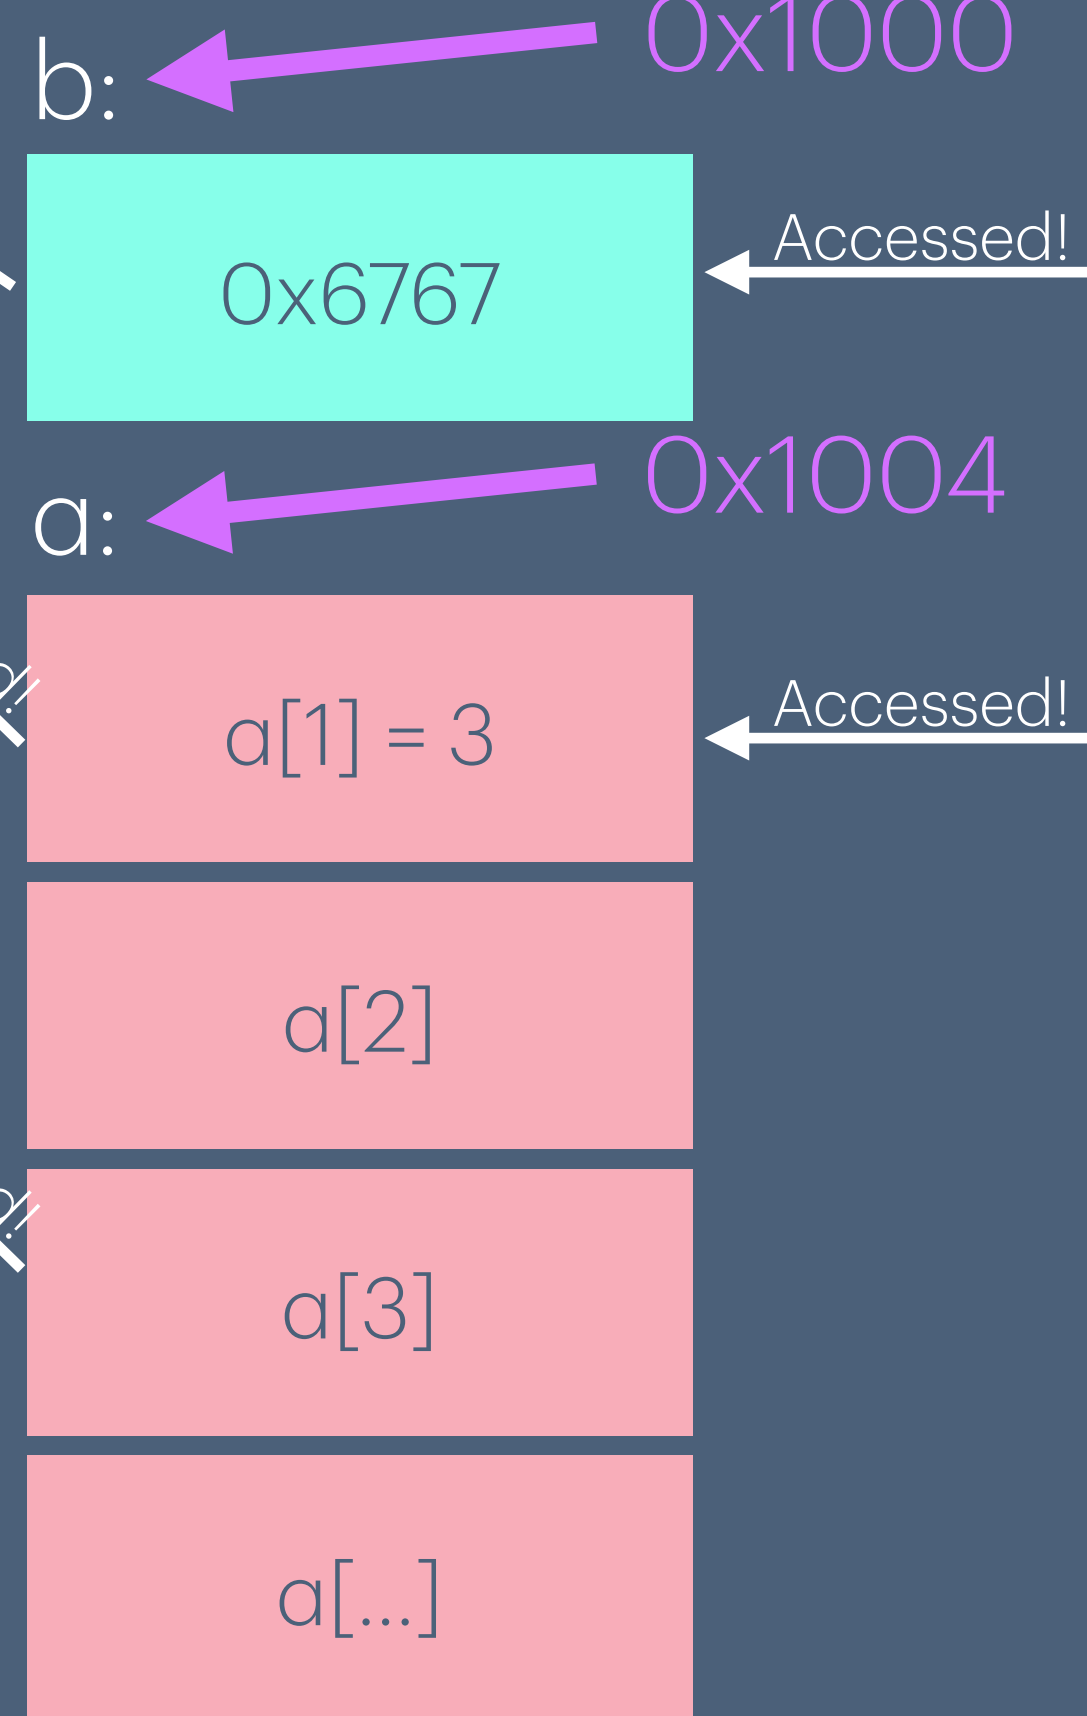 0x1000
b:
Accessed!
0x6767
0x1004
a:
Accessed!
a[1] = 3
a[2]
a[3]
a[...]